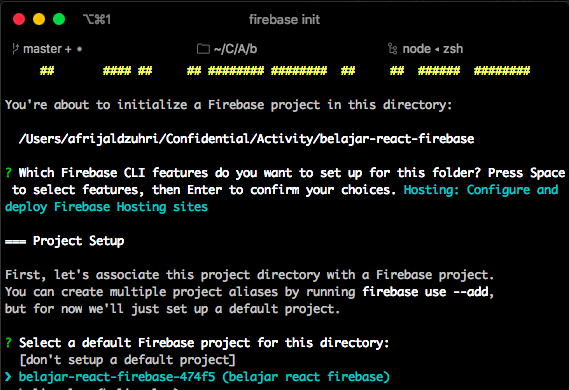 ⌥⌘1 firebase init
master + • ~/C/A/b node ◂ zsh
## #### ## ## ######## ######## ## ## ###### ########
You're about to initialize a Firebase project in this directory:
/Users/afrijaldzuhri/Confidential/Activity/belajar-react-firebase
? Which Firebase CLI features do you want to set up for this folder? Press Space
to select features, then Enter to confirm your choices. Hosting: Configure and
deploy Firebase Hosting sites
=== Project Setup
First, let's associate this project directory with a Firebase project.
You can create multiple project aliases by running firebase use --add,
but for now we'll just set up a default project.
? Select a default Firebase project for this directory:
[don't setup a default project]
❯ belajar-react-firebase-474f5 (belajar react firebase)